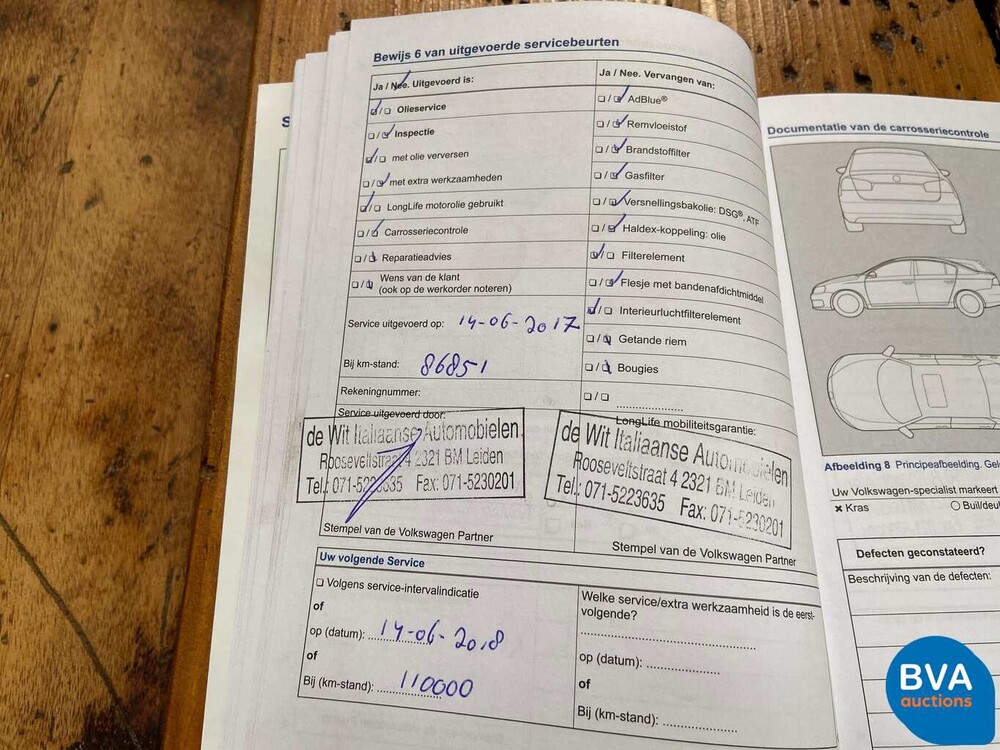 Bewijs 6 van uitgevoerde servicebeurten
Ja / Nee. Uitgevoerd is:
Olieservice
Inspectie
met olie verversen
met extra werkzaamheden
LongLife motorolie gebruikt
Carrosseriecontrole
Reparatieadvies
Wens van de klant
(ook op de werkorder noteren)
Service uitgevoerd op: 14-06-2017
Bij km-stand: 86851
Rekeningnummer:
Service uitgevoerd door:
de Wit Italiaanse Automobielen
Rooseveltstraat 4 2321 BM Leiden
Tel.: 071-5223635 Fax: 071-5230201
Stempel van de Volkswagen Partner
Ja / Nee. Vervangen van:
AdBlue®
Remvloeistof
Brandstoffilter
Gasfilter
Versnellingsbakolie: DSG®, ATF
Haldex-koppeling: olie
Filterelement
Flesje met bandenafdichtmiddel
Interieurluchtfilterelement
Getande riem
Bougies
LongLife mobiliteitsgarantie:
de Wit Italiaanse Automobielen
Rooseveltstraat 4 2321 BM Leiden
Tel.: 071-5223635 Fax: 071-5230201
Stempel van de Volkswagen Partner
Uw volgende Service
Volgens service-intervalindicatie
of
op (datum): 14-06-2018
of
Bij (km-stand): 110000
Welke service/extra werkzaamheid is de eerst-
volgende?
op (datum):
of
Bij (km-stand):
Documentatie van de carrosseriecontrole
Afbeelding 8 Principeafbeelding.
Uw Volkswagen-specialist markeert
× Kras
Defecten geconstateerd?
Beschrijving van de defecten:
BVA
auctions